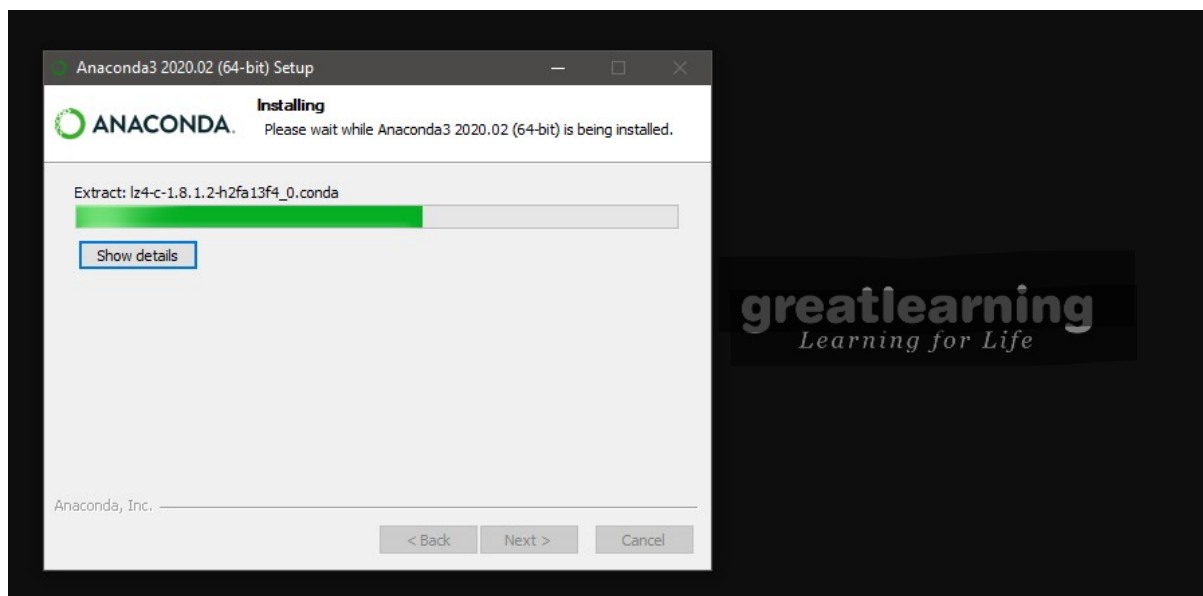 Anaconda3 2020.02 (64-bit) Setup
ANACONDA.
Installing
Please wait while Anaconda3 2020.02 (64-bit) is being installed.
Extract: lz4-c-1.8.1.2-h2fa13f4_0.conda
Show details
greatlearning
Learning for Life
Anaconda, Inc.
< Back
Next >
Cancel